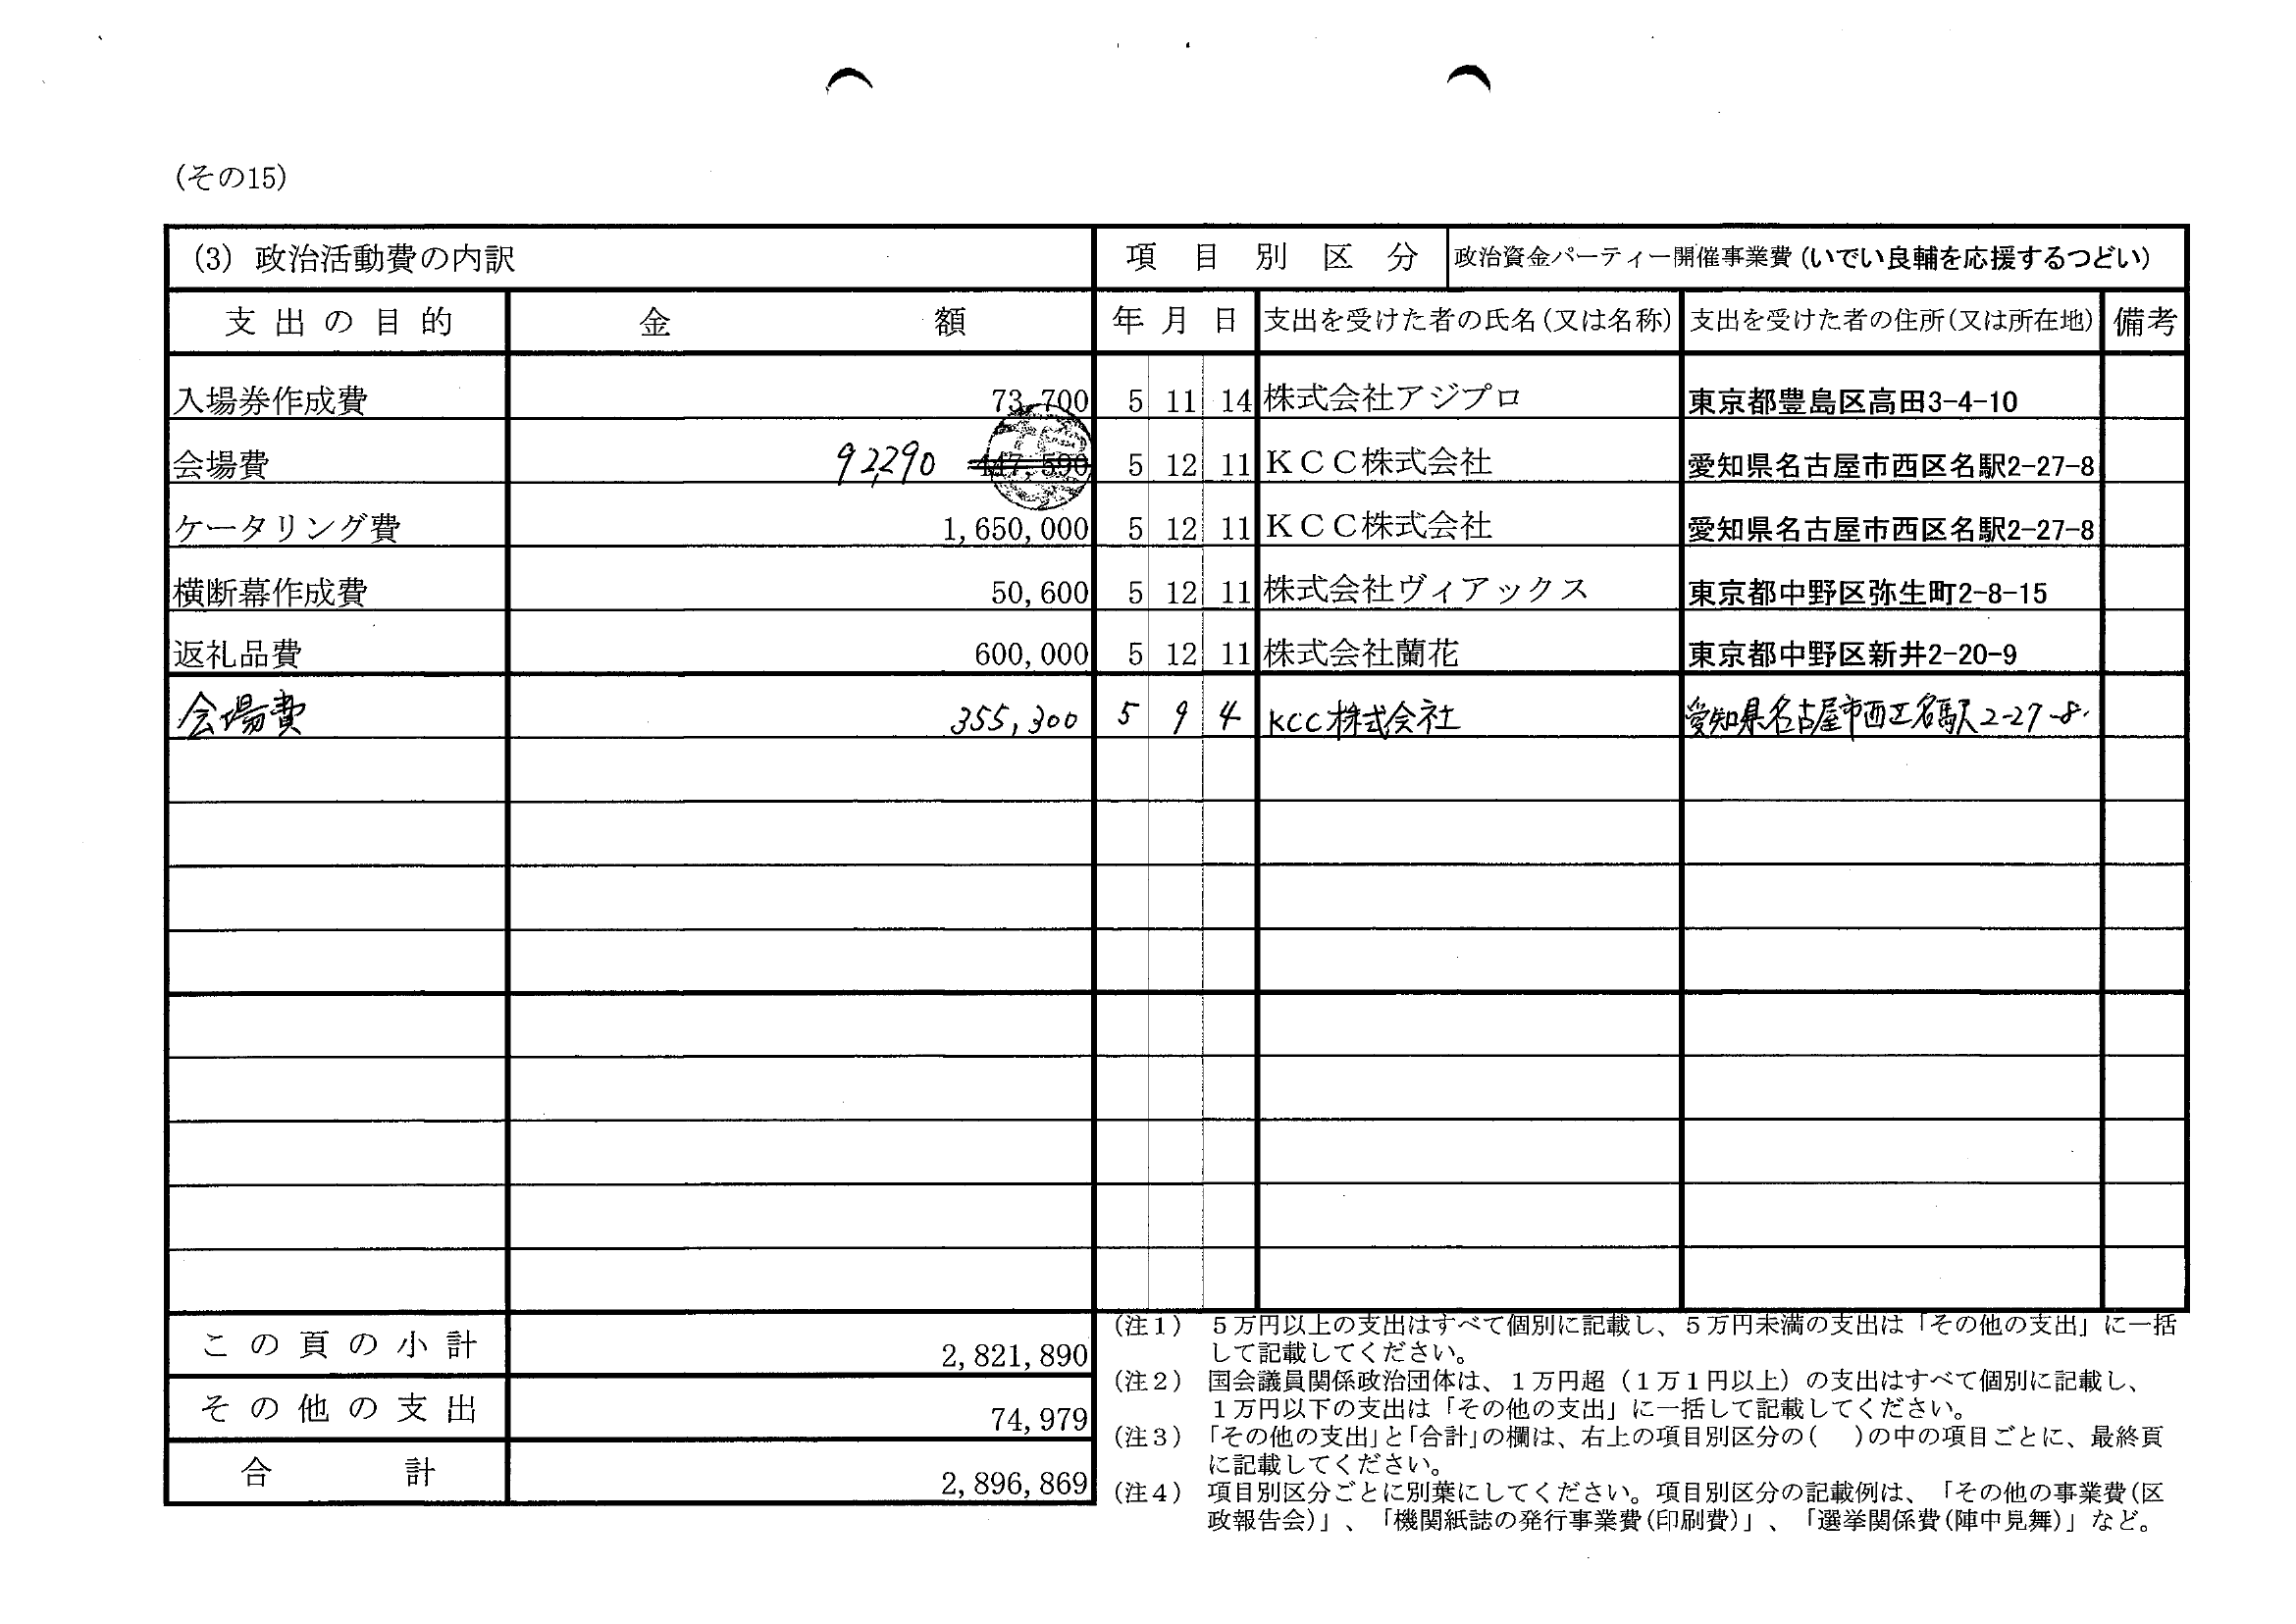 (その15)
(3) 政治活動費の内訳 項目別区分 政治資金パーティー開催事業費(いでい良輔を応援するつどい)
支出の目的 金額 年 月 日 支出を受けた者の氏名(又は名称) 支出を受けた者の住所(又は所在地) 備考
入場券作成費 73,700 5 11 14 株式会社アジプロ 東京都豊島区高田3-4-10
会場費 92,290 447,590 5 12 11 KCC株式会社 愛知県名古屋市西区名駅2-27-8
ケータリング費 1,650,000 5 12 11 KCC株式会社 愛知県名古屋市西区名駅2-27-8
横断幕作成費 50,600 5 12 11 株式会社ヴィアックス 東京都中野区弥生町2-8-15
返礼品費 600,000 5 12 11 株式会社蘭花 東京都中野区新井2-20-9
会場費 355,300 5 9 4 KCC株式会社 愛知県名古屋市西区名駅2-27-8
この頁の小計 2,821,890
その他の支出 74,979
合計 2,896,869
(注1) 5万円以上の支出はすべて個別に記載し、5万円未満の支出は「その他の支出」に一括
して記載してください。
(注2) 国会議員関係政治団体は、1万円超(1万1円以上)の支出はすべて個別に記載し、
1万円以下の支出は「その他の支出」に一括して記載してください。
(注3) 「その他の支出」と「合計」の欄は、右上の項目別区分の( )の中の項目ごとに、最終頁
に記載してください。
(注4) 項目別区分ごとに別葉にしてください。項目別区分の記載例は、「その他の事業費(区
政報告会)」、「機関紙誌の発行事業費(印刷費)」、「選挙関係費(陣中見舞)」など。